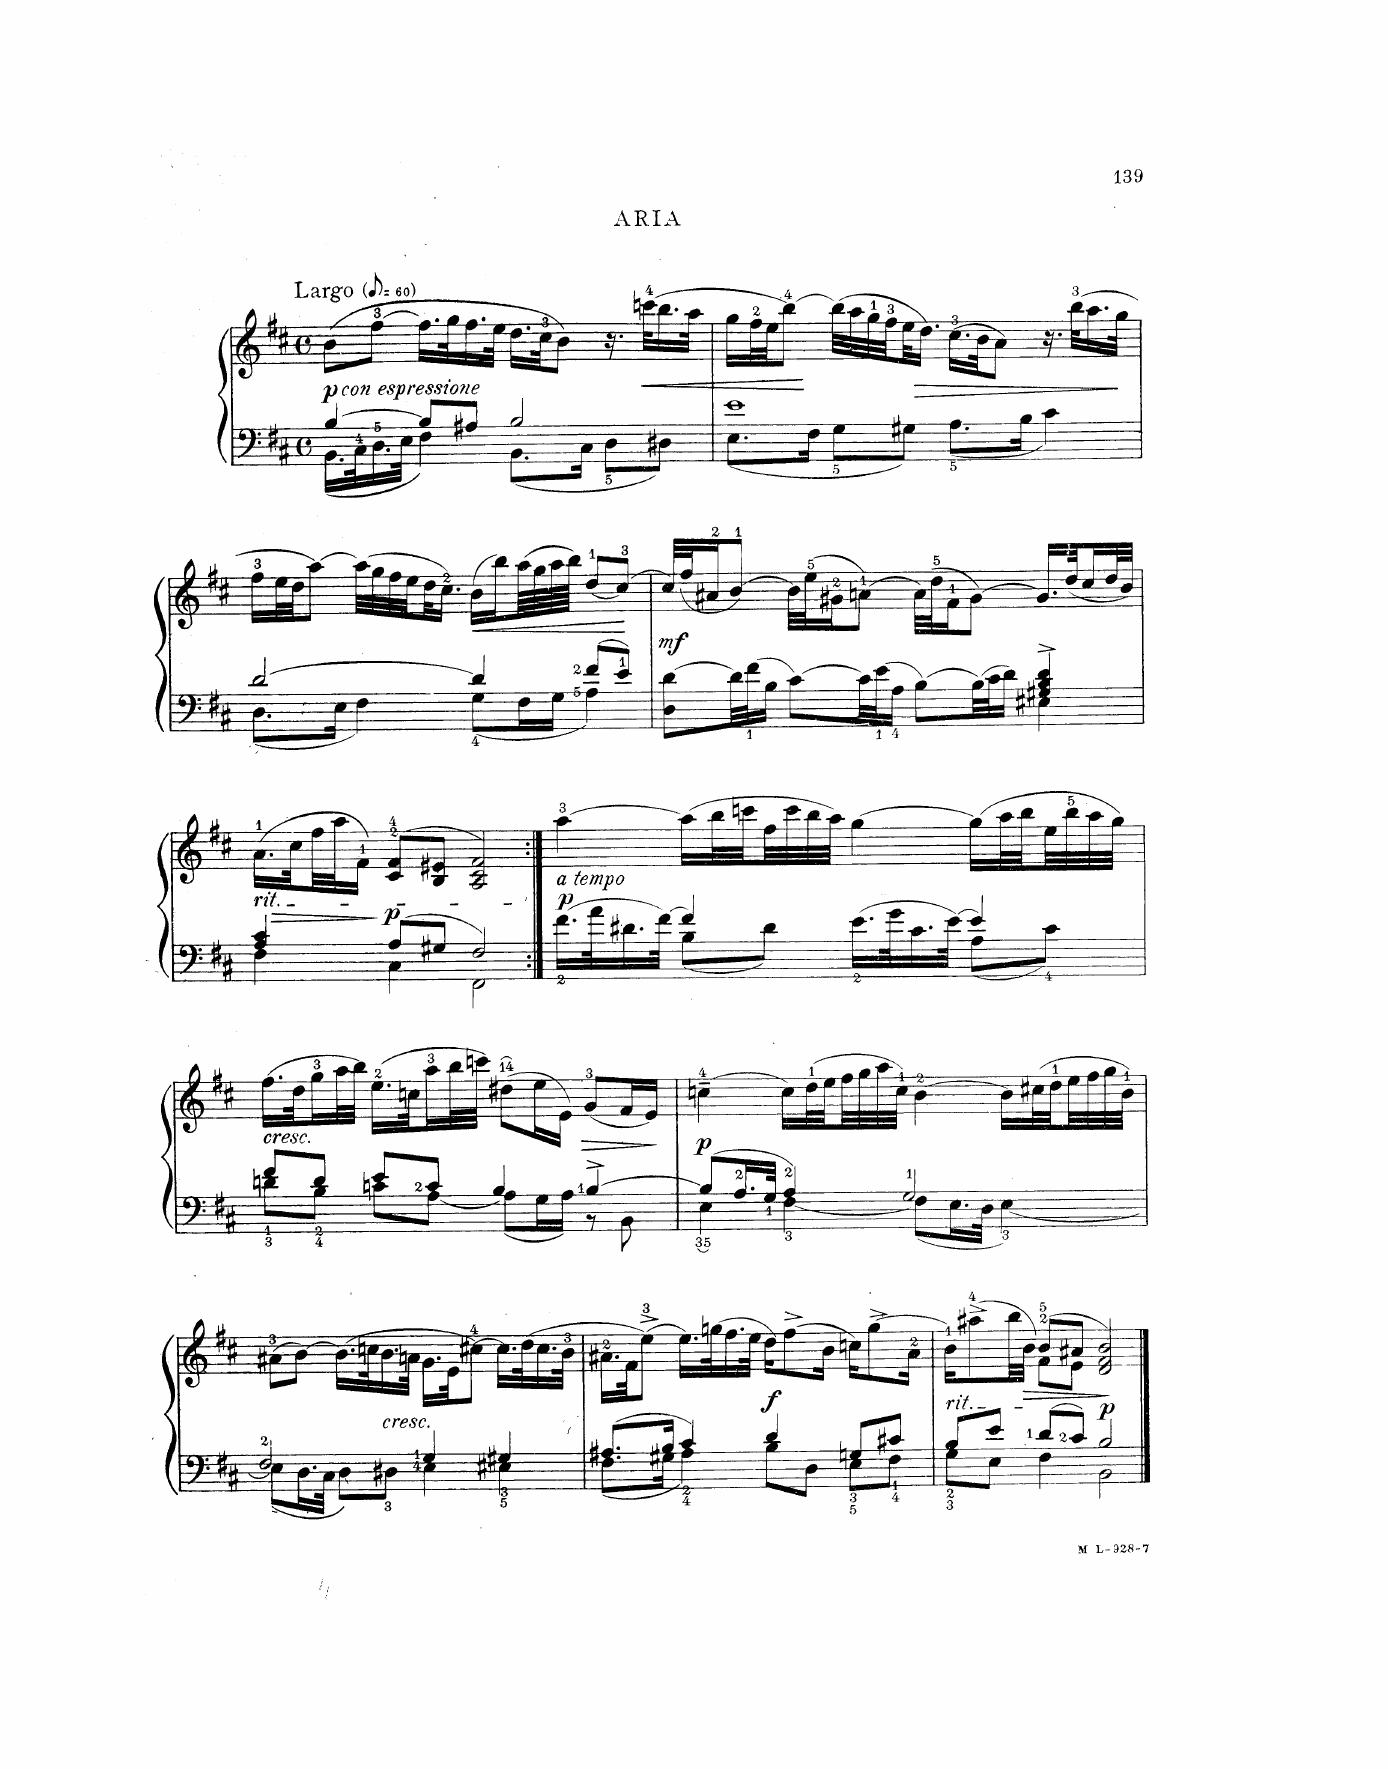 139
ARIA
Largo (♪= 60)
p con espressione
mf
rit.
p
a tempo
p
cresc.
p
cresc.
f
rit.
p
M L-928-7